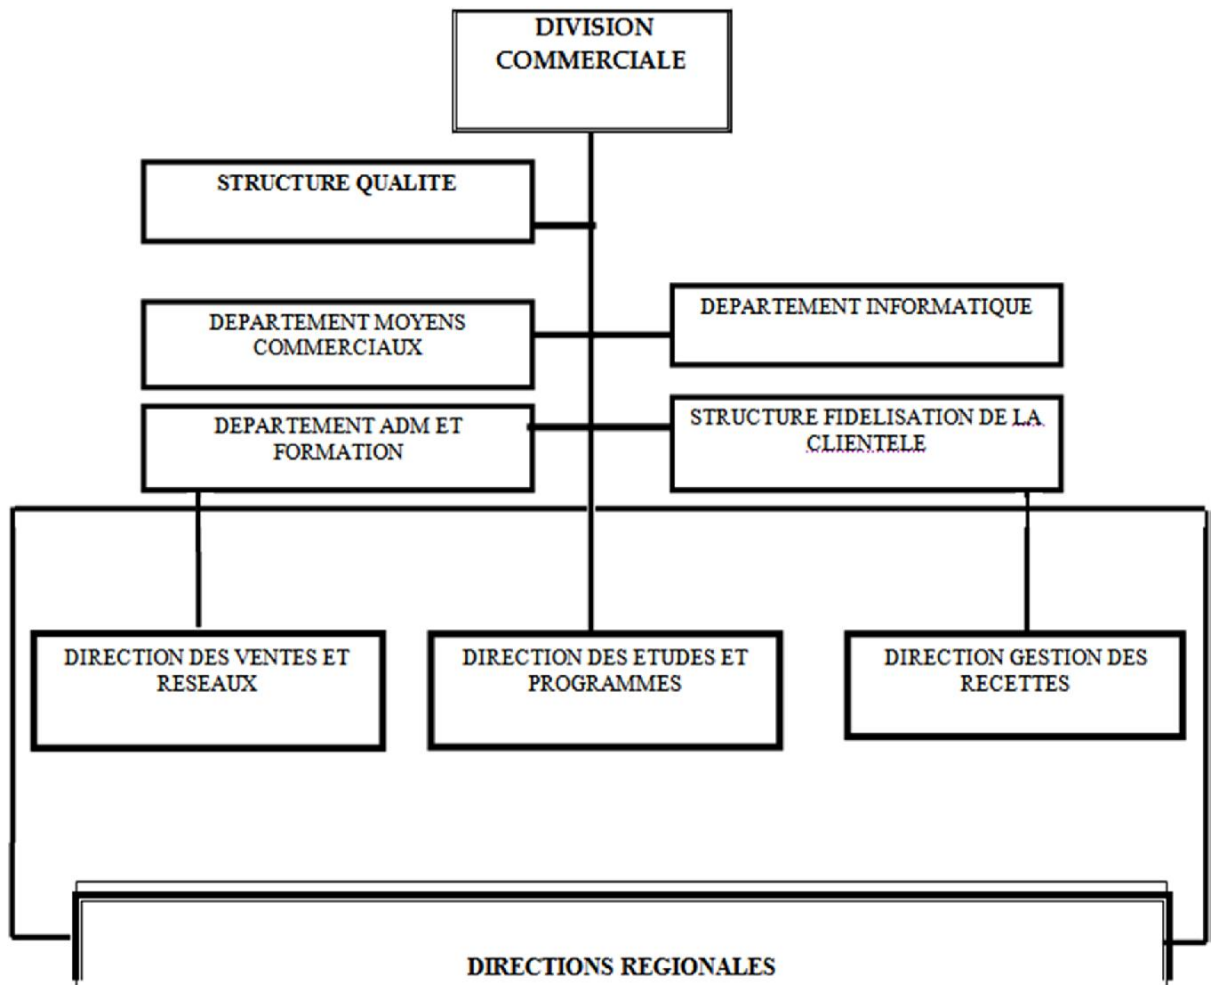 DIVISION
COMMERCIALE
STRUCTURE QUALITE
DEPARTEMENT MOYENS
COMMERCIAUX
DEPARTEMENT INFORMATIQUE
DEPARTEMENT ADM ET
FORMATION
STRUCTURE FIDELISATION DE LA
CLIENTELE
DIRECTION DES VENTES ET
RESEAUX
DIRECTION DES ETUDES ET
PROGRAMMES
DIRECTION GESTION DES
RECETTES
DIRECTIONS REGIONALES